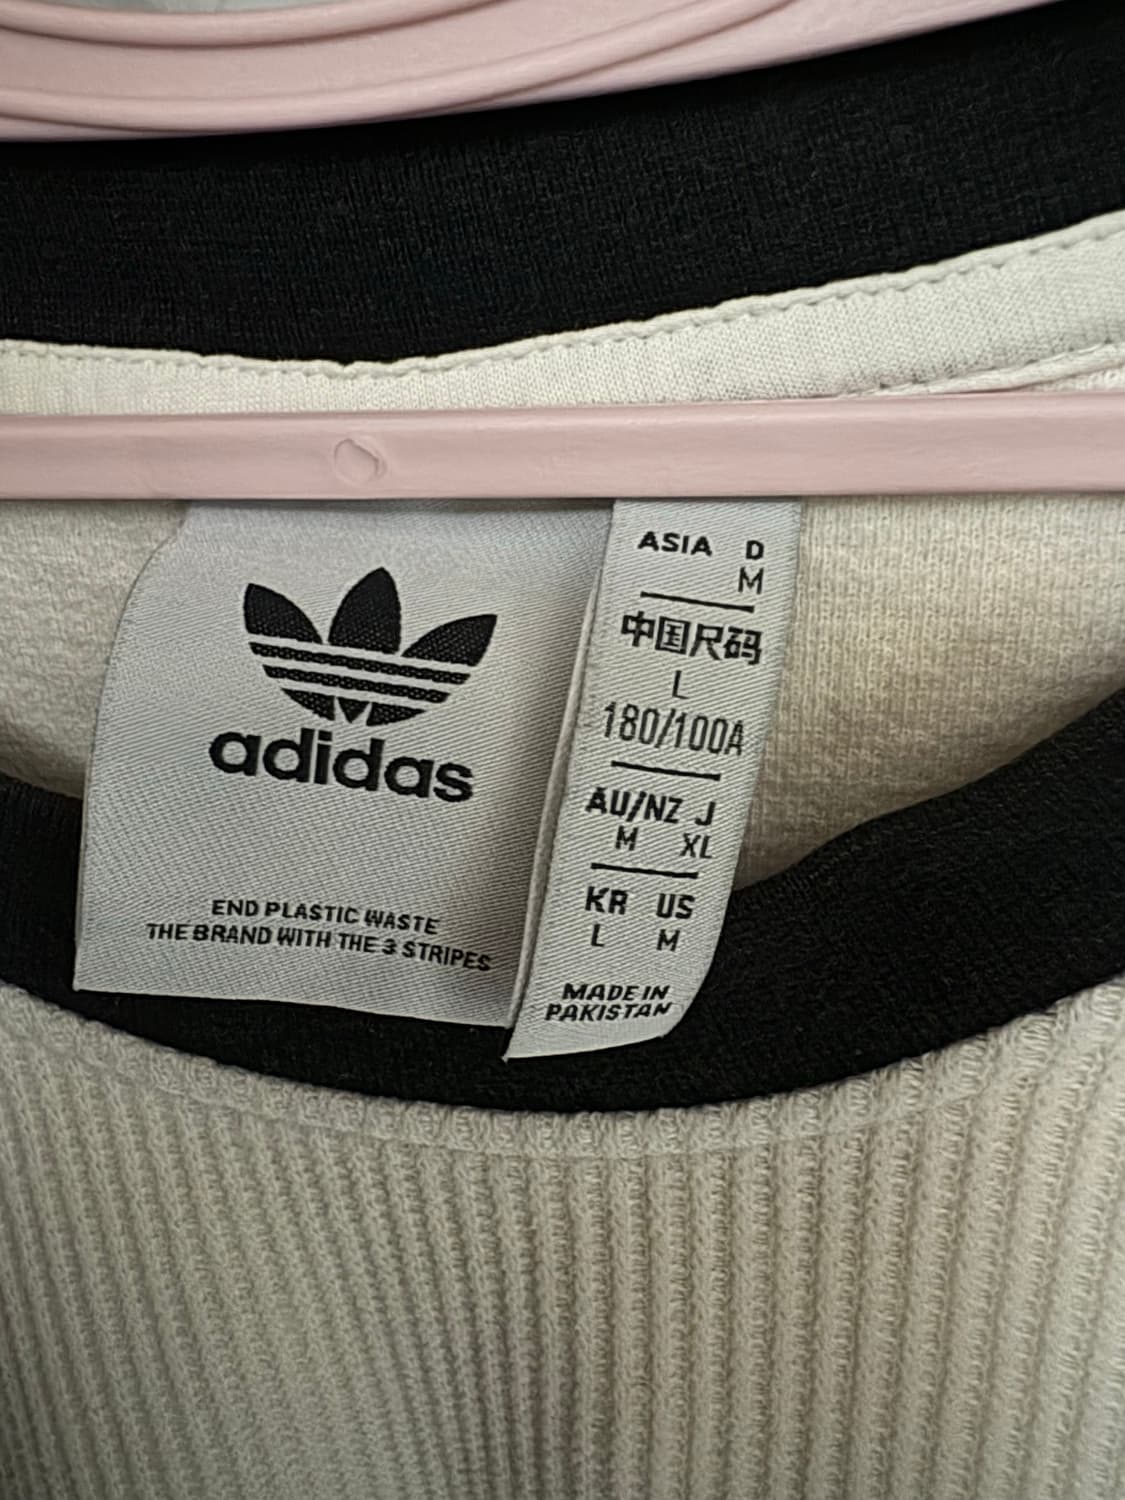 adidas
END PLASTIC WASTE
THE BRAND WITH THE 3 STRIPES
ASIA D
M
中国尺码
L
180/100A
AU/NZ J
M XL
KR US
L M
MADE IN
PAKISTAN